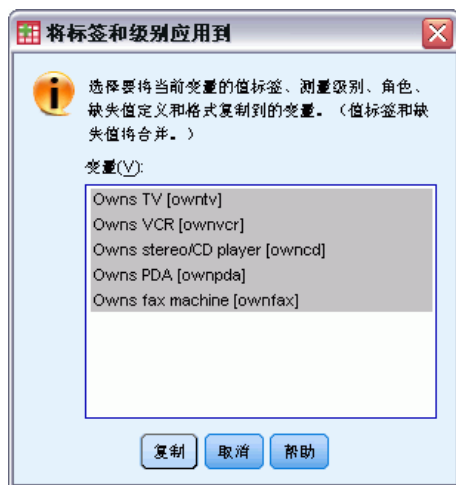 将标签和级别应用到
选择要将当前变量的值标签、测量级别、角色、
缺失值定义和格式复制到的变量。（值标签和缺
失值将合并。）
变量(V):
Owns TV [owntv]
Owns VCR [ownvcr]
Owns stereo/CD player [owncd]
Owns PDA [ownpda]
Owns fax machine [ownfax]
复制 取消 帮助